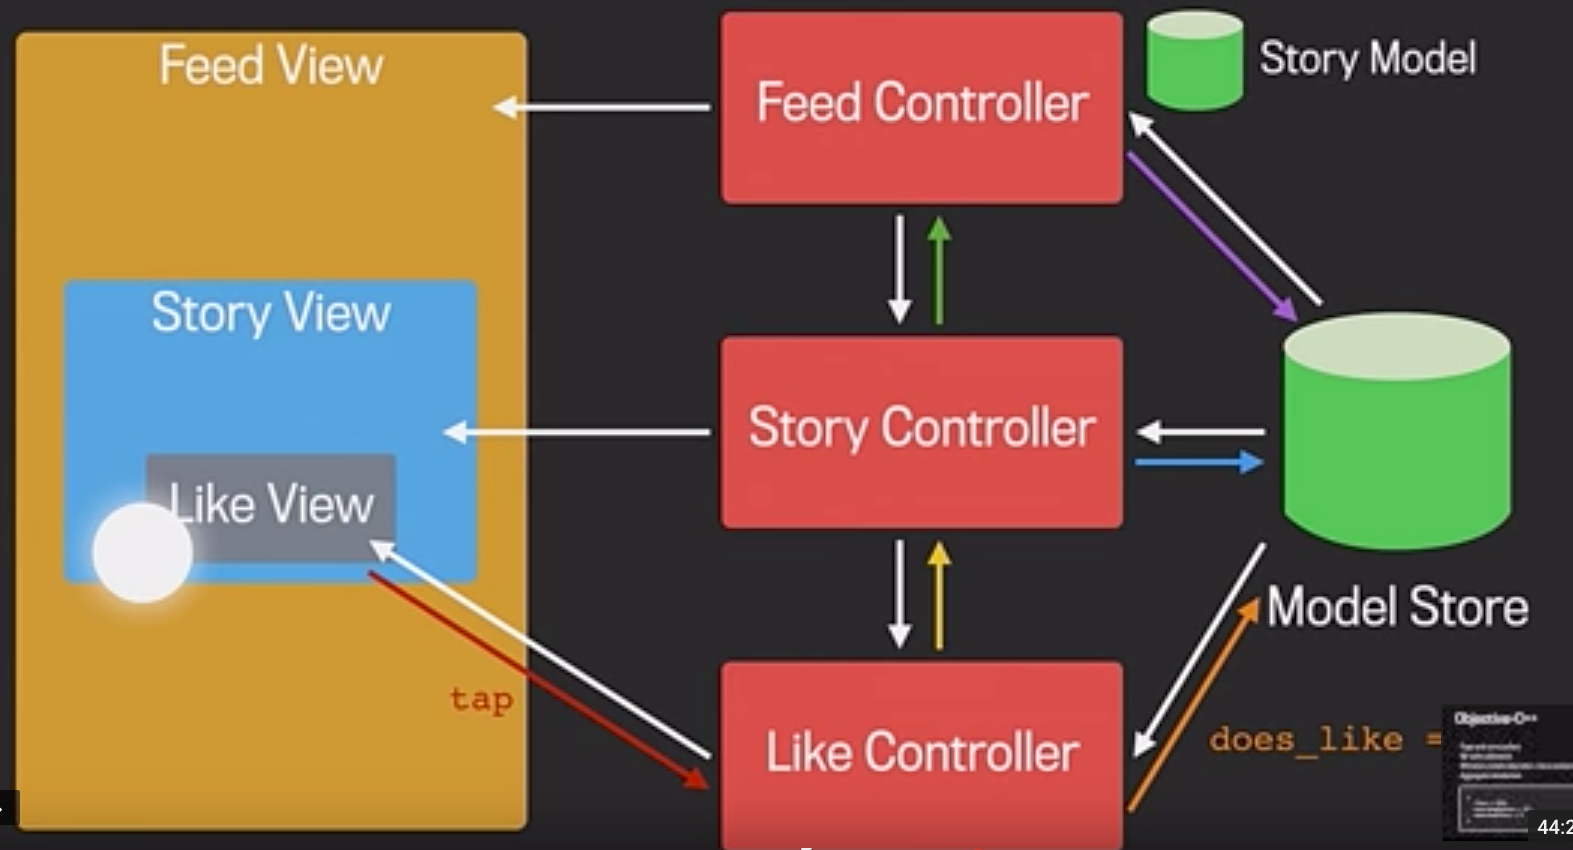 Feed View
Feed Controller
Story Model
Story View
Story Controller
Like View
Model Store
tap
does_like =
Like Controller
Objective-C++
44:2